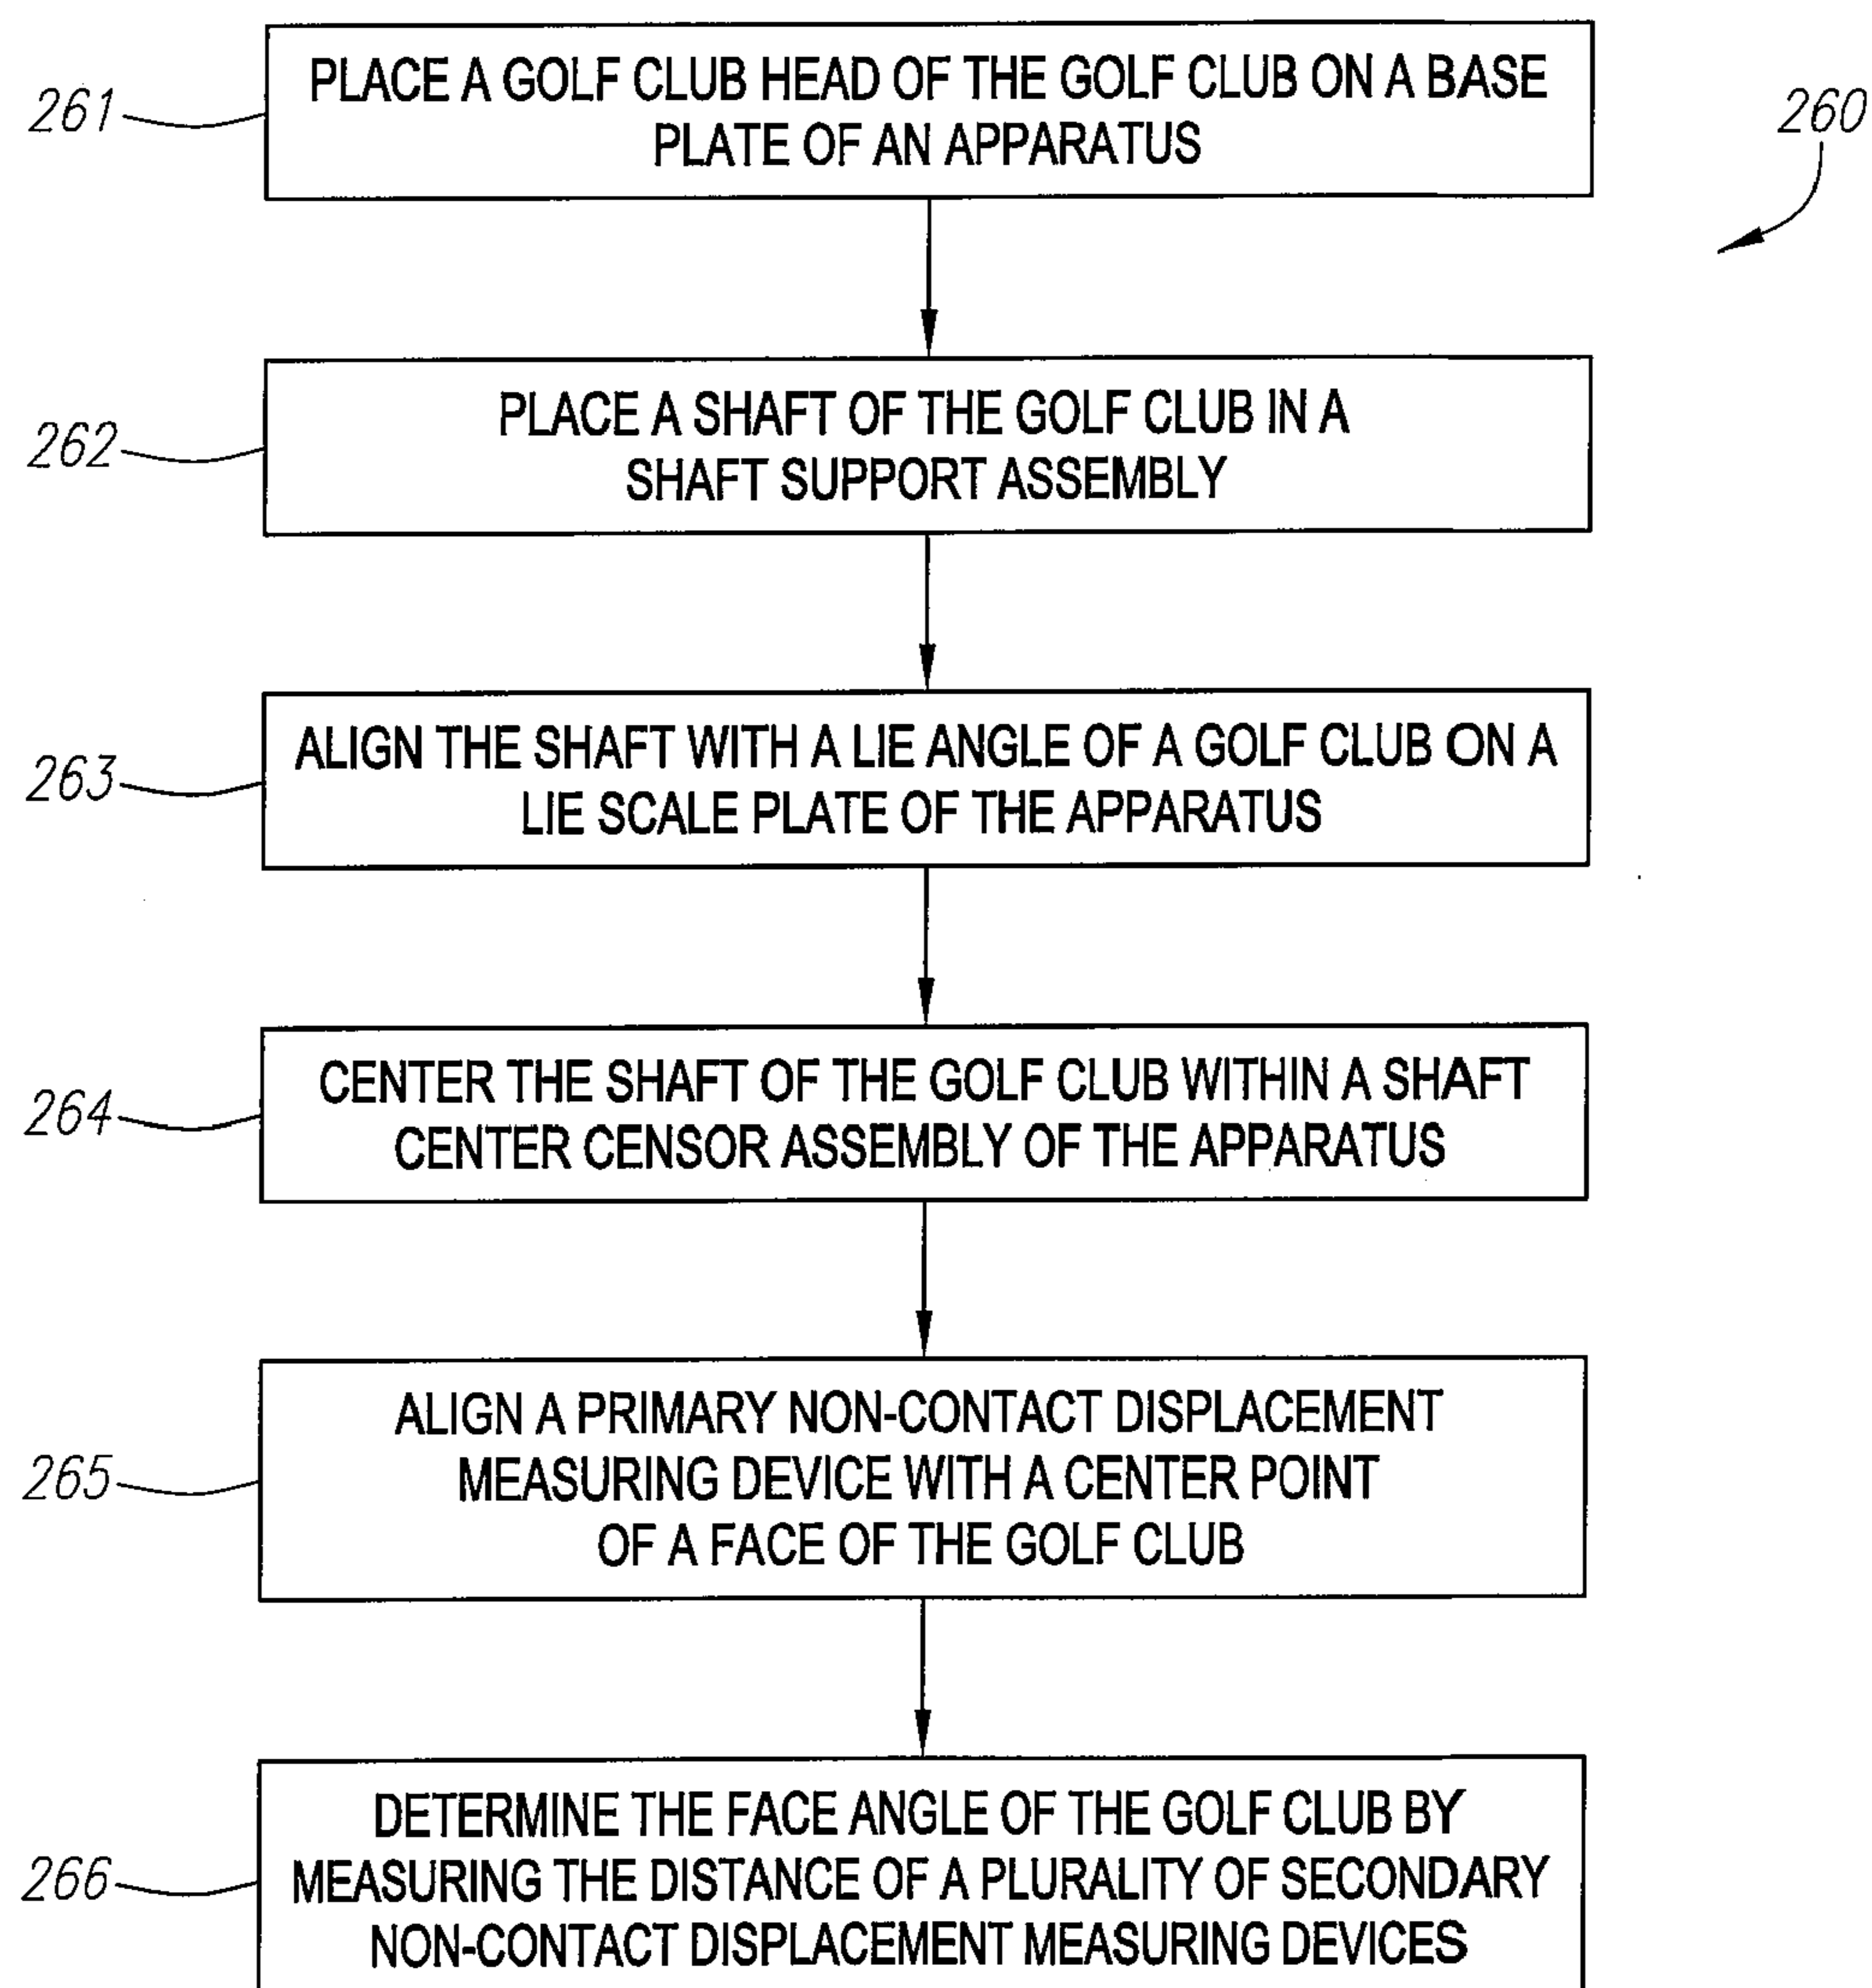 260
261
PLACE A GOLF CLUB HEAD OF THE GOLF CLUB ON A BASE
PLATE OF AN APPARATUS
262
PLACE A SHAFT OF THE GOLF CLUB IN A
SHAFT SUPPORT ASSEMBLY
263
ALIGN THE SHAFT WITH A LIE ANGLE OF A GOLF CLUB ON A
LIE SCALE PLATE OF THE APPARATUS
264
CENTER THE SHAFT OF THE GOLF CLUB WITHIN A SHAFT
CENTER CENSOR ASSEMBLY OF THE APPARATUS
265
ALIGN A PRIMARY NON-CONTACT DISPLACEMENT
MEASURING DEVICE WITH A CENTER POINT
OF A FACE OF THE GOLF CLUB
266
DETERMINE THE FACE ANGLE OF THE GOLF CLUB BY
MEASURING THE DISTANCE OF A PLURALITY OF SECONDARY
NON-CONTACT DISPLACEMENT MEASURING DEVICES